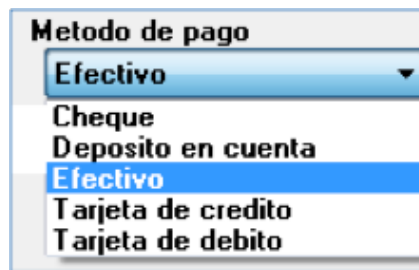 Metodo de pago
Efectivo
Cheque
Deposito en cuenta
Efectivo
Tarjeta de credito
Tarjeta de debito